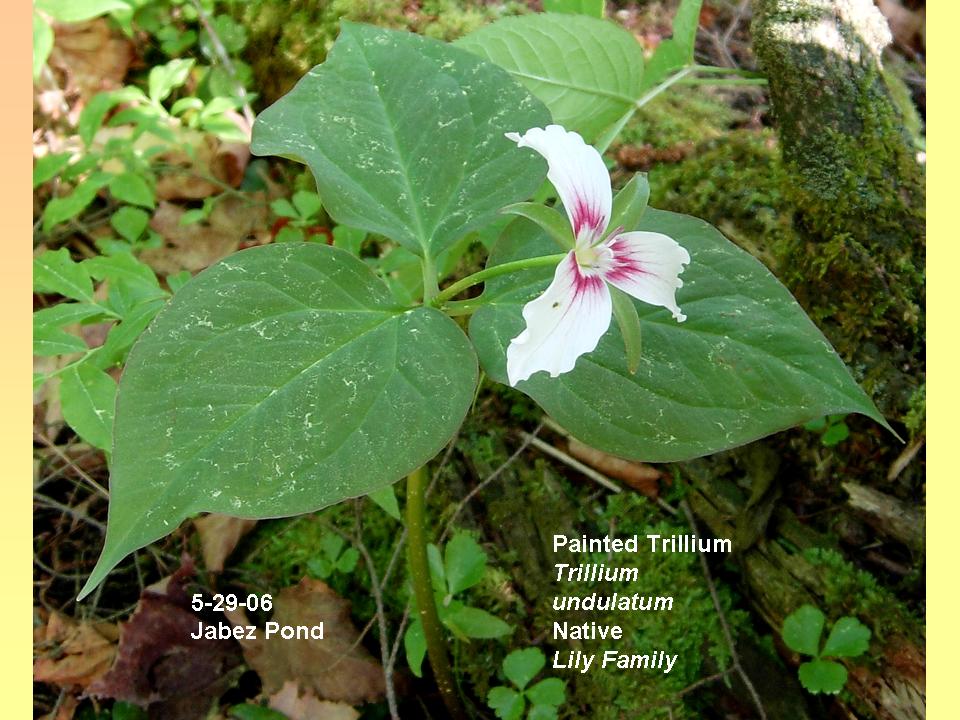 Painted Trillium
Trillium
undulatum
Native
Lily Family
5-29-06
Jabez Pond